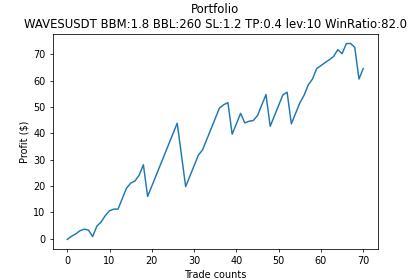 Portfolio
WAVESUSDT BBM:1.8 BBL:260 SL:1.2 TP:0.4 lev:10 WinRatio:82.0
Profit ($)
70
60
50
40
30
20
10
0
0 10 20 30 40 50 60 70
Trade counts